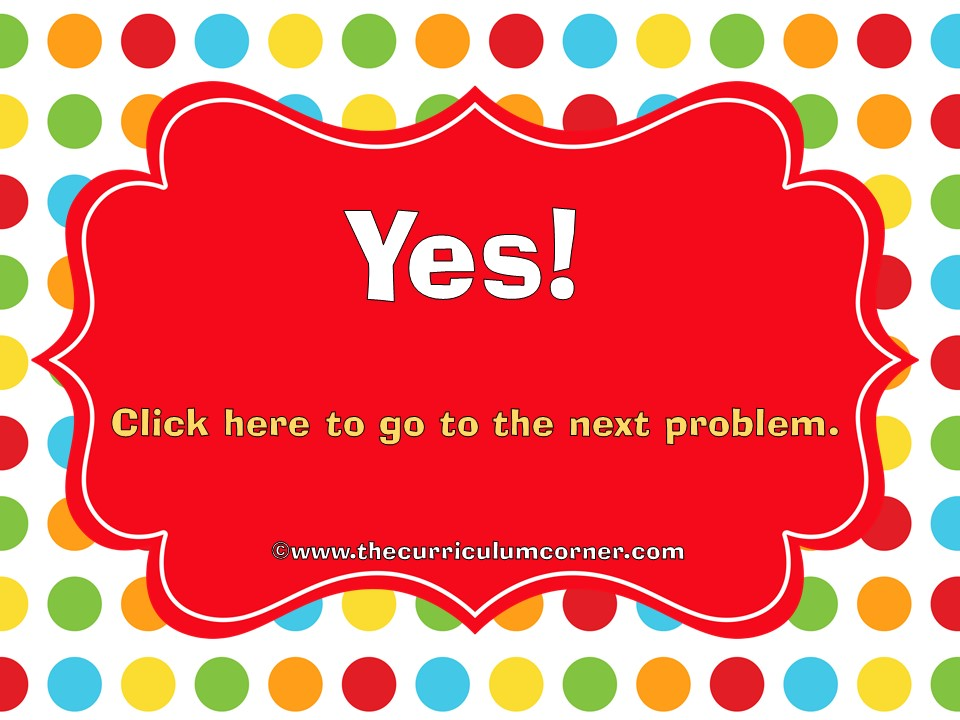 Yes!
Click here to go to the next problem.
©www.thecurriculumcorner.com